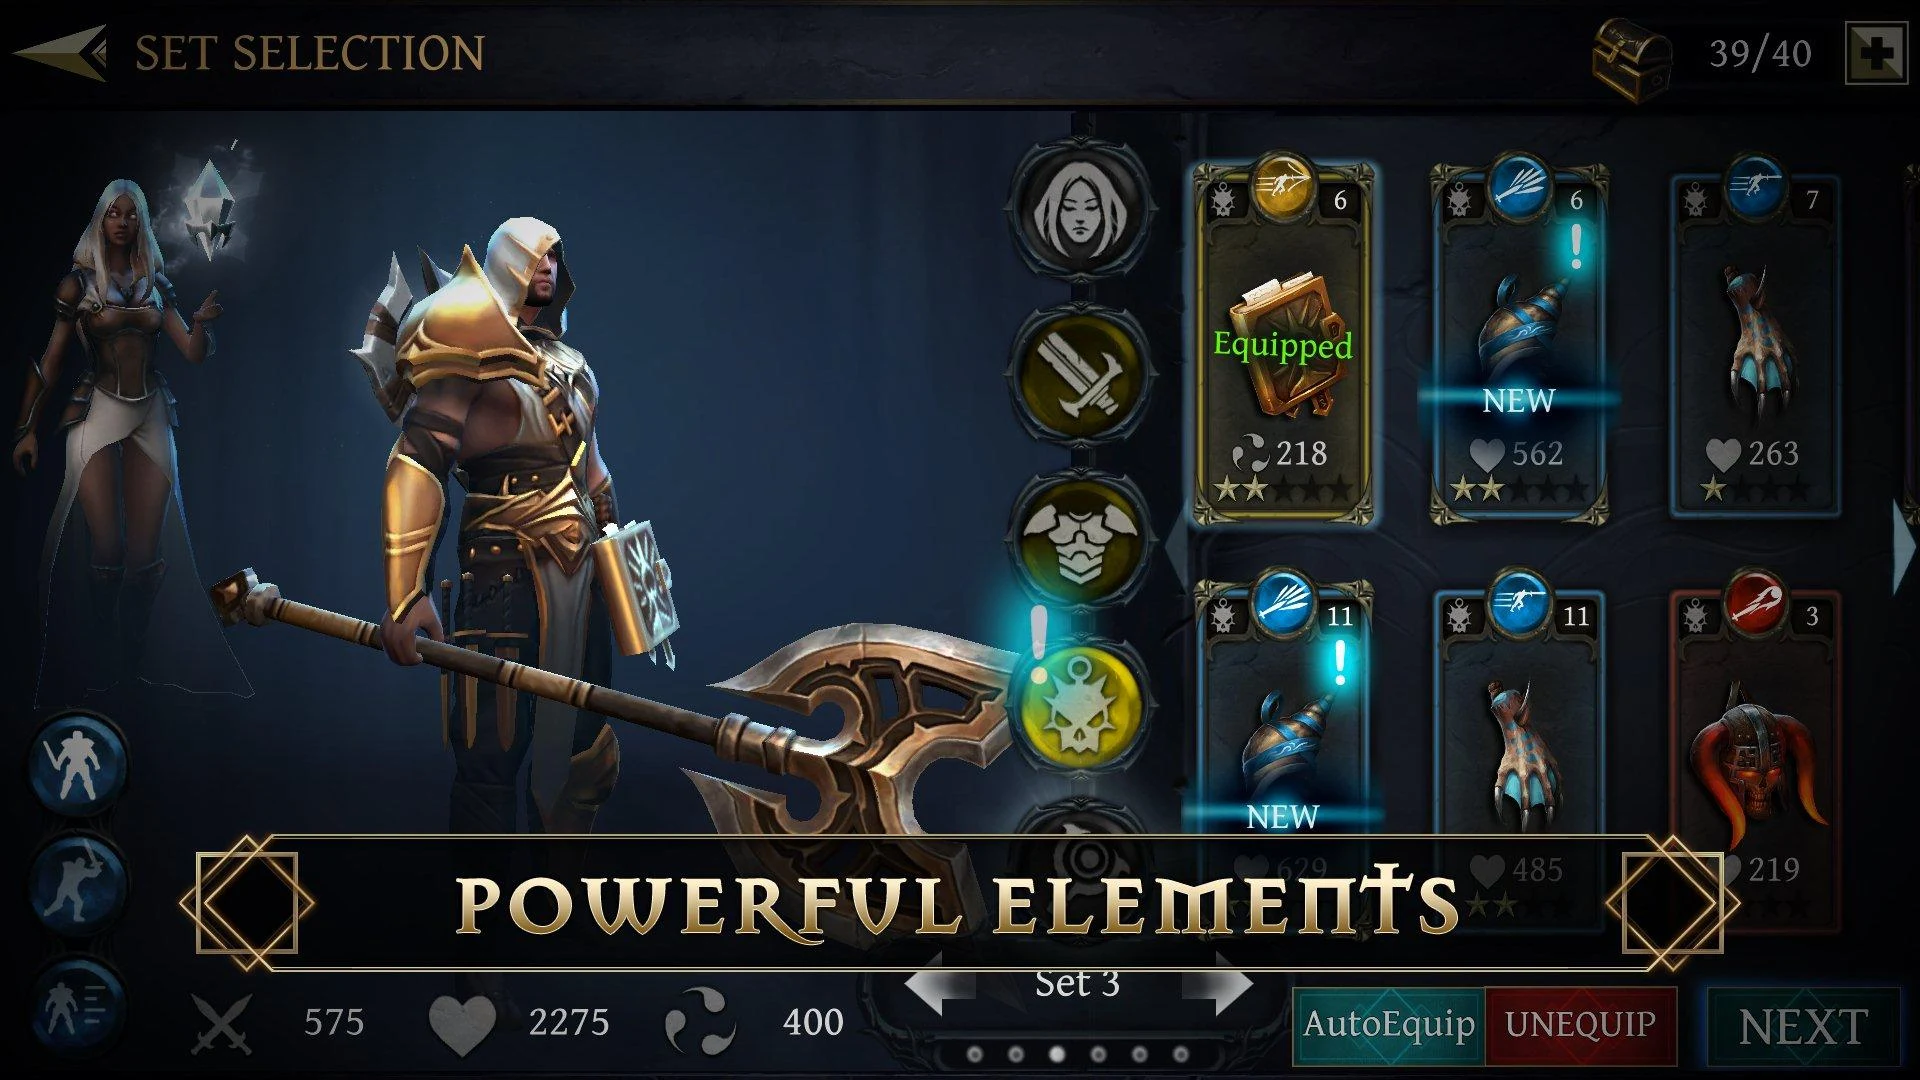 SET SELECTION
39/40
6
6
7
Equipped
NEW
218
562
263
11
11
3
NEW
629
485
219
POWERFUL ELEMENTS
Set 3
575
2275
400
AutoEquip
UNEQUIP
NEXT